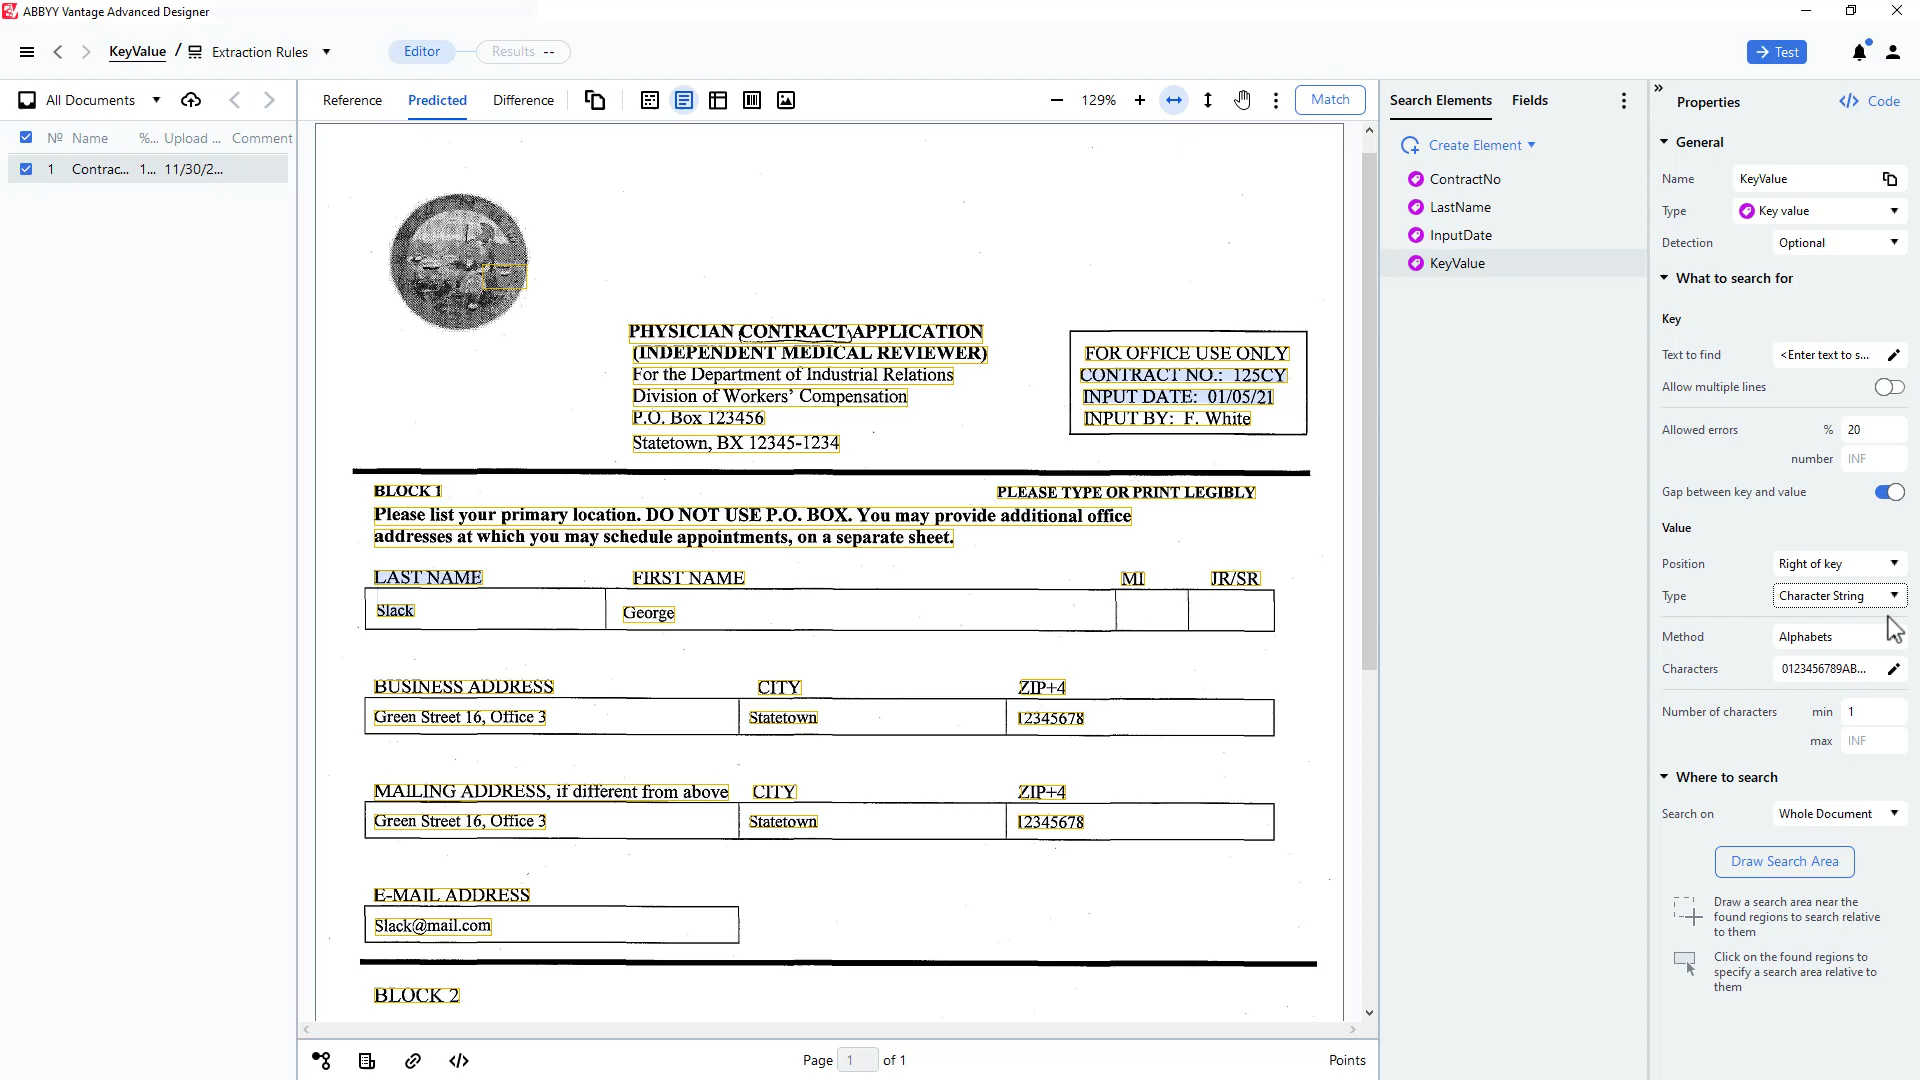 ABBYY Vantage Advanced Designer
KeyValue / Extraction Rules
Editor
Results --
Test
All Documents
Reference
Predicted
Difference
129%
Match
Search Elements
Fields
Properties
Code
№ Name %... Upload ... Comment
1 Contrac... 1... 11/30/2...
PHYSICIAN CONTRACT APPLICATION
(INDEPENDENT MEDICAL REVIEWER)
For the Department of Industrial Relations
Division of Workers' Compensation
P.O. Box 123456
Statetown, BX 12345-1234
FOR OFFICE USE ONLY
CONTRACT NO.: 125CY
INPUT DATE: 01/05/21
INPUT BY: F. White
BLOCK 1
PLEASE TYPE OR PRINT LEGIBLY
Please list your primary location. DO NOT USE P.O. BOX. You may provide additional office
addresses at which you may schedule appointments, on a separate sheet.
LAST NAME FIRST NAME MI JR/SR
Slack George
BUSINESS ADDRESS CITY ZIP+4
Green Street 16, Office 3 Statetown 12345678
MAILING ADDRESS, if different from above CITY ZIP+4
Green Street 16, Office 3 Statetown 12345678
E-MAIL ADDRESS
Slack@mail.com
BLOCK 2
Page 1 of 1
Points
Create Element
ContractNo
LastName
InputDate
KeyValue
General
Name KeyValue
Type Key value
Detection Optional
What to search for
Key
Text to find <Enter text to s...
Allow multiple lines
Allowed errors % 20
number INF
Gap between key and value
Value
Position Right of key
Type Character String
Method Alphabets
Characters 0123456789AB...
Number of characters min 1
max INF
Where to search
Search on Whole Document
Draw Search Area
Draw a search area near the
found regions to search relative
to them
Click on the found regions to
specify a search area relative to
them